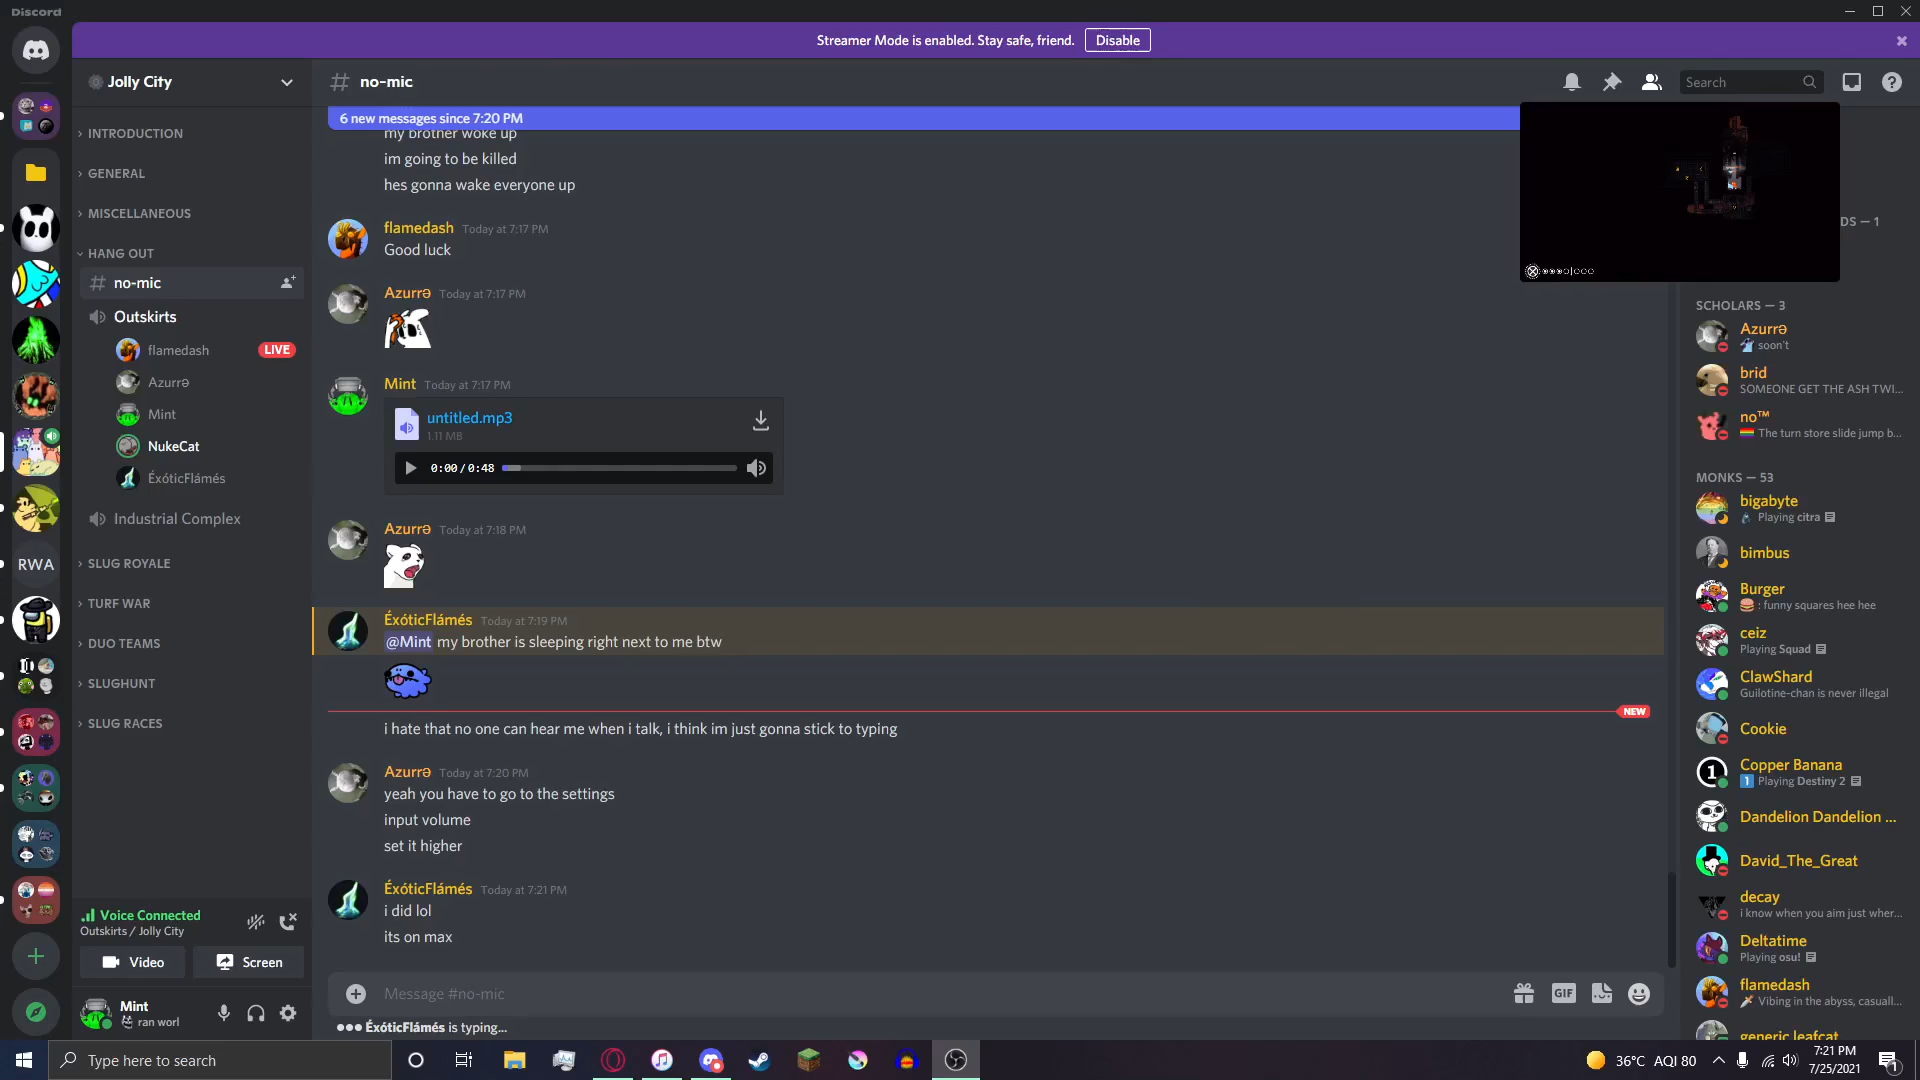 Discord
Streamer Mode is enabled. Stay safe, friend.
Disable
Jolly City
no-mic
Search
6 new messages since 7:20 PM
INTRODUCTION
GENERAL
MISCELLANEOUS
HANG OUT
no-mic
Outskirts
flamedash
LIVE
Azurrə
Mint
NukeCat
ÉxóticFlámés
Industrial Complex
SLUG ROYALE
TURF WAR
DUO TEAMS
SLUGHUNT
SLUG RACES
RWA
Voice Connected
Outskirts / Jolly City
Video
Screen
Mint
ran worl
my brother woke up
im going to be killed
hes gonna wake everyone up
flamedash Today at 7:17 PM
Good luck
Azurrə Today at 7:17 PM
Mint Today at 7:17 PM
untitled.mp3
1.11 MB
0:00/0:48
Azurrə Today at 7:18 PM
ÉxóticFlámés Today at 7:19 PM
@Mint my brother is sleeping right next to me btw
NEW
i hate that no one can hear me when i talk, i think im just gonna stick to typing
Azurrə Today at 7:20 PM
yeah you have to go to the settings
input volume
set it higher
ÉxóticFlámés Today at 7:21 PM
i did lol
its on max
Message #no-mic
GIF
ÉxóticFlámés is typing...
DS — 1
SCHOLARS — 3
Azurrə
soon't
brid
SOMEONE GET THE ASH TWI...
no™
The turn store slide jump b...
MONKS — 53
bigabyte
Playing citra
bimbus
Burger
: funny squares hee hee
ceiz
Playing Squad
ClawShard
Guilotine-chan is never illegal
Cookie
Copper Banana
1 Playing Destiny 2
Dandelion Dandelion ...
David_The_Great
decay
i know when you aim just wher...
Deltatime
Playing osu!
flamedash
Vibing in the abyss, casuall...
generic leafcat
Type here to search
36°C AQI 80
7:21 PM
7/25/2021
1